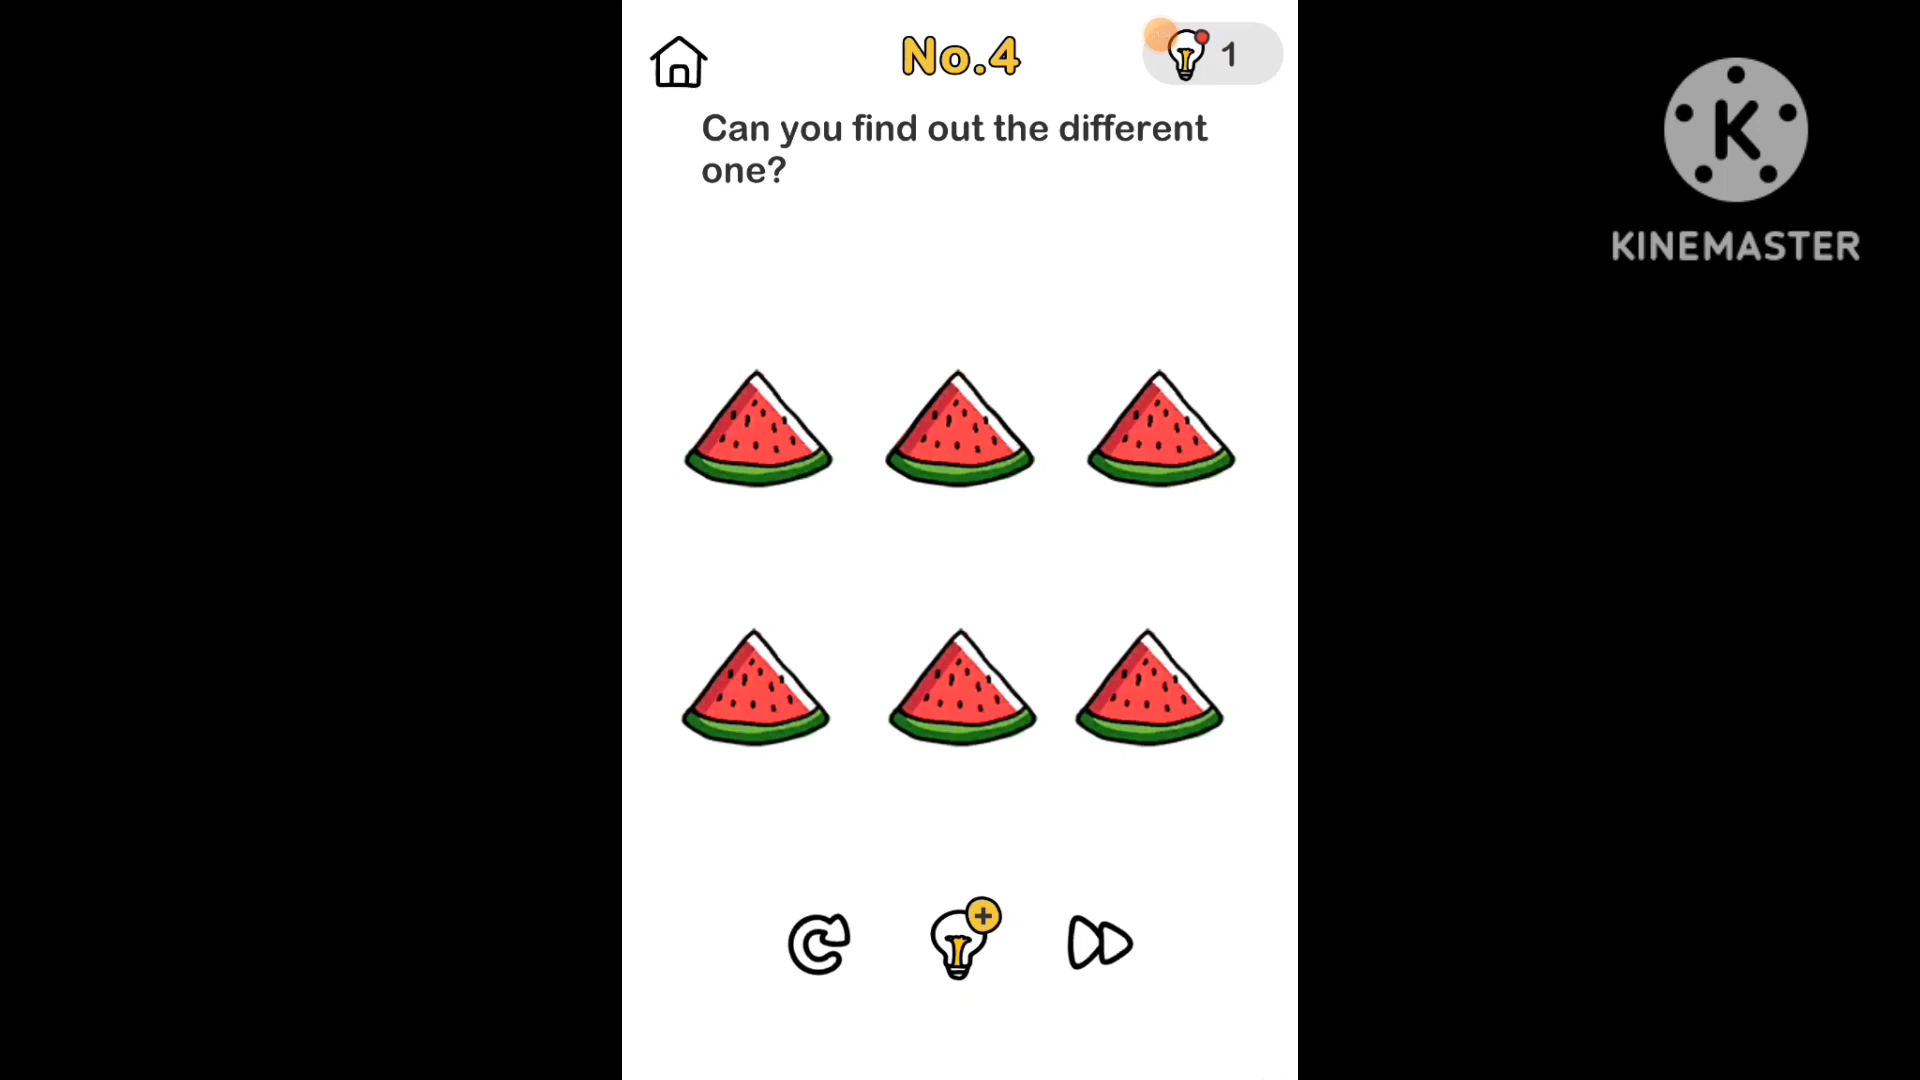 No.4
1
Can you find out the different
one?
K
KINEMASTER